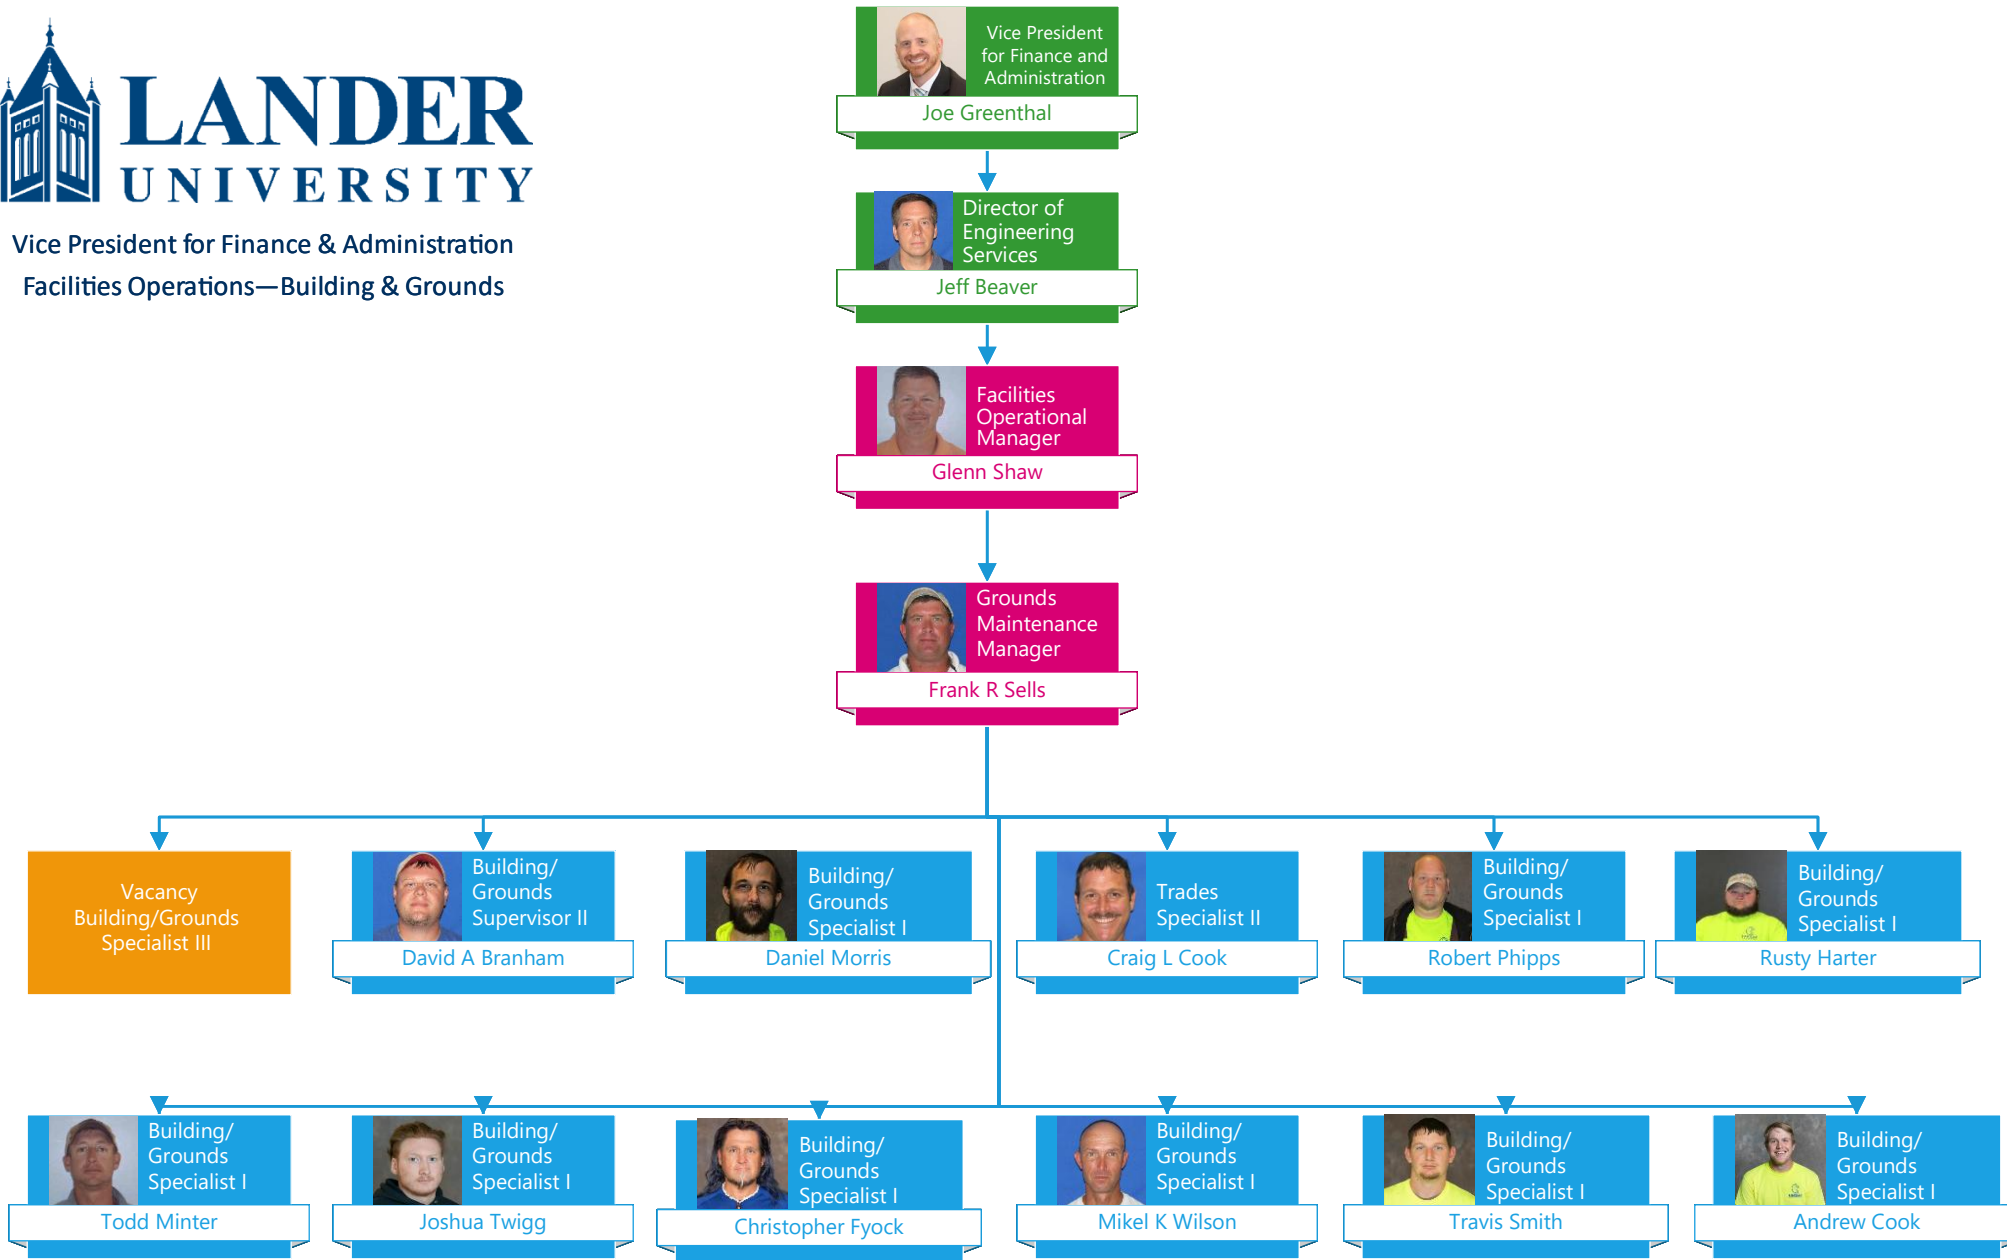 LANDER
UNIVERSITY
Vice President for Finance & Administration
Facilities Operations—Building & Grounds
Vice President
for Finance and
Administration
Joe Greenthal
Director of
Engineering
Services
Jeff Beaver
Facilities
Operational
Manager
Glenn Shaw
Grounds
Maintenance
Manager
Frank R Sells
Vacancy
Building/Grounds
Specialist III
Building/
Grounds
Supervisor II
David A Branham
Building/
Grounds
Specialist I
Daniel Morris
Trades
Specialist II
Craig L Cook
Building/
Grounds
Specialist I
Robert Phipps
Building/
Grounds
Specialist I
Rusty Harter
Building/
Grounds
Specialist I
Todd Minter
Building/
Grounds
Specialist I
Joshua Twigg
Building/
Grounds
Specialist I
Christopher Fyock
Building/
Grounds
Specialist I
Mikel K Wilson
Building/
Grounds
Specialist I
Travis Smith
Building/
Grounds
Specialist I
Andrew Cook